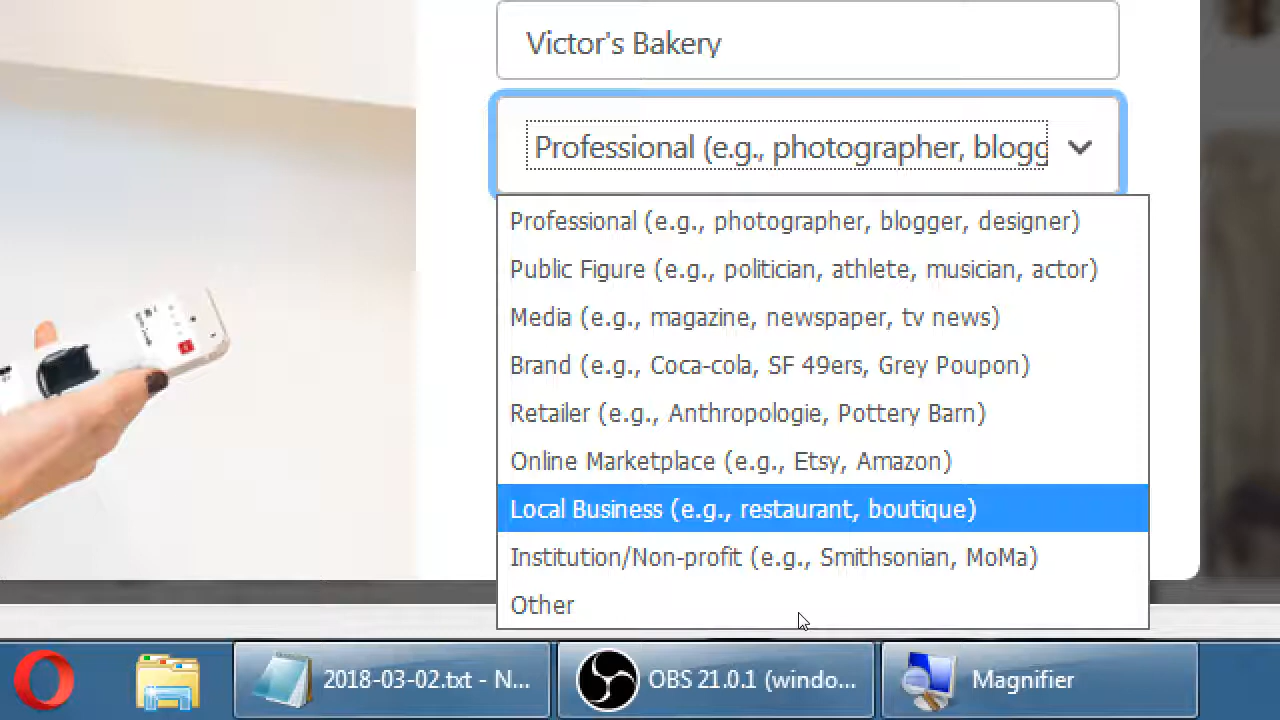 Victor's Bakery
Professional (e.g., photographer, blogg
Professional (e.g., photographer, blogger, designer)
Public Figure (e.g., politician, athlete, musician, actor)
Media (e.g., magazine, newspaper, tv news)
Brand (e.g., Coca-cola, SF 49ers, Grey Poupon)
Retailer (e.g., Anthropologie, Pottery Barn)
Online Marketplace (e.g., Etsy, Amazon)
Local Business (e.g., restaurant, boutique)
Institution/Non-profit (e.g., Smithsonian, MoMa)
Other
2018-03-02.txt - N... OBS 21.0.1 (windo... Magnifier